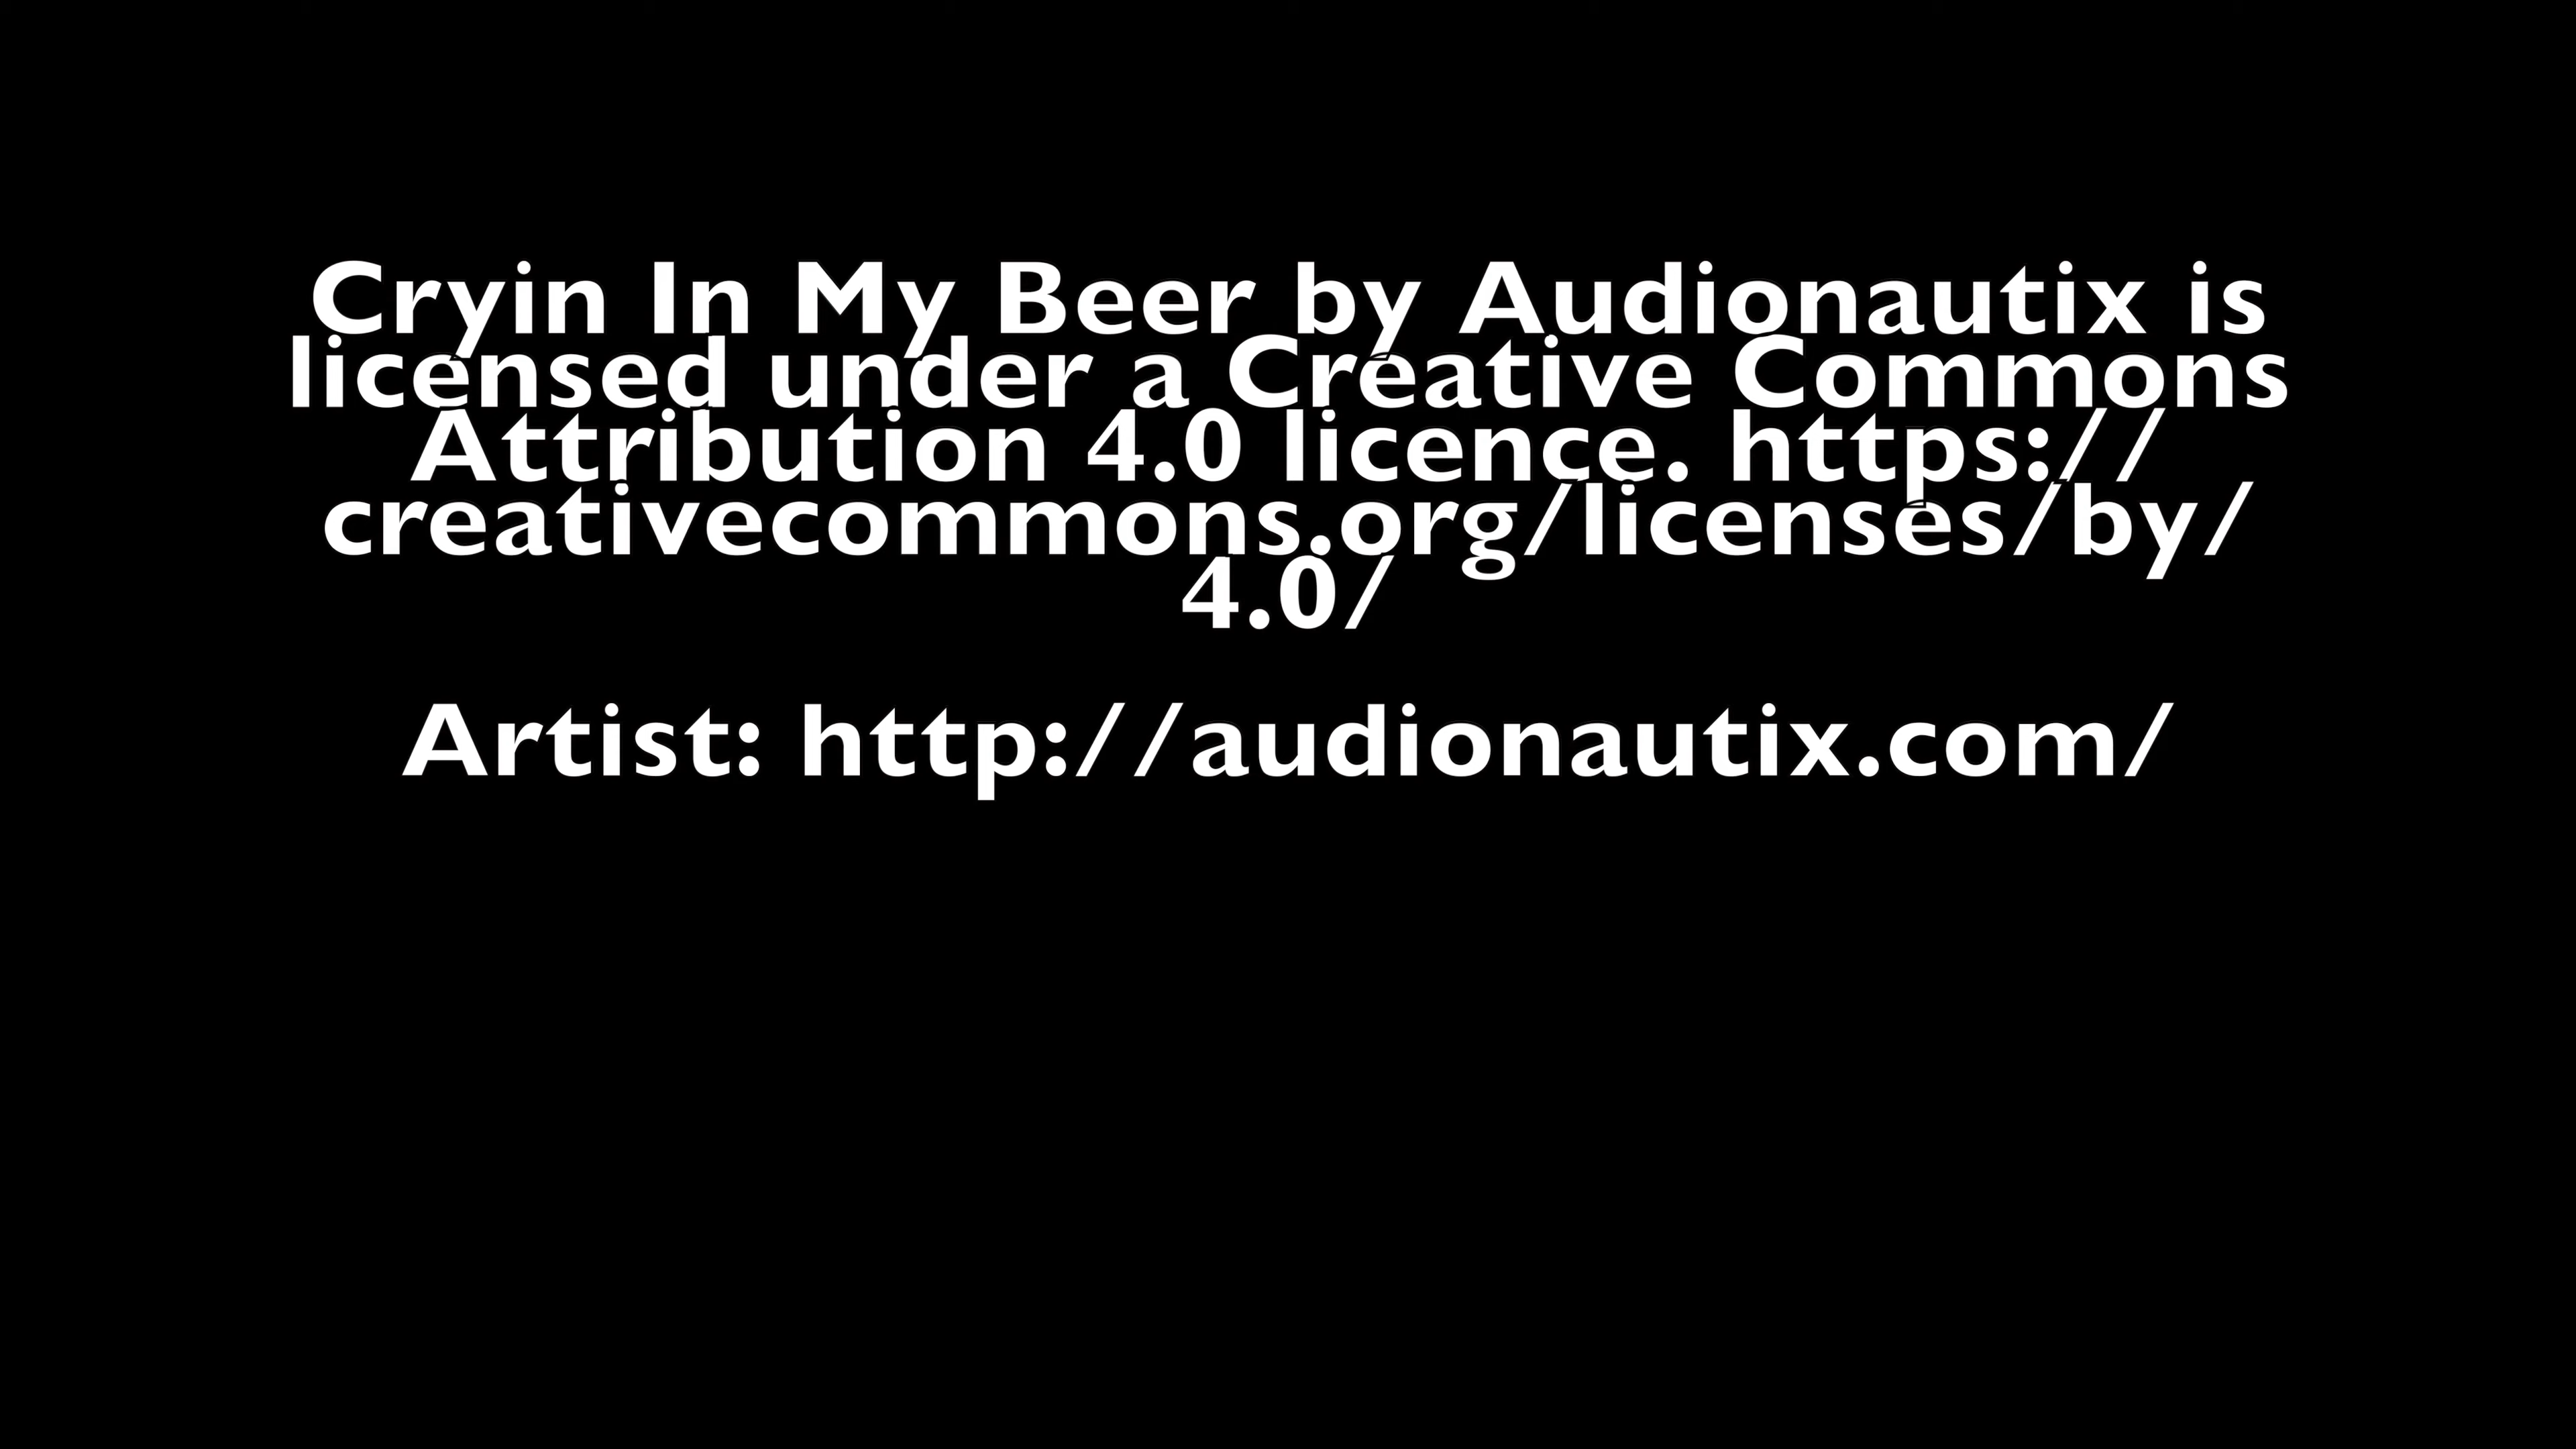 Cryin In My Beer by Audionautix is
licensed under a Creative Commons
Attribution 4.0 licence. https://
creativecommons.org/licenses/by/
4.0/
Artist: http://audionautix.com/